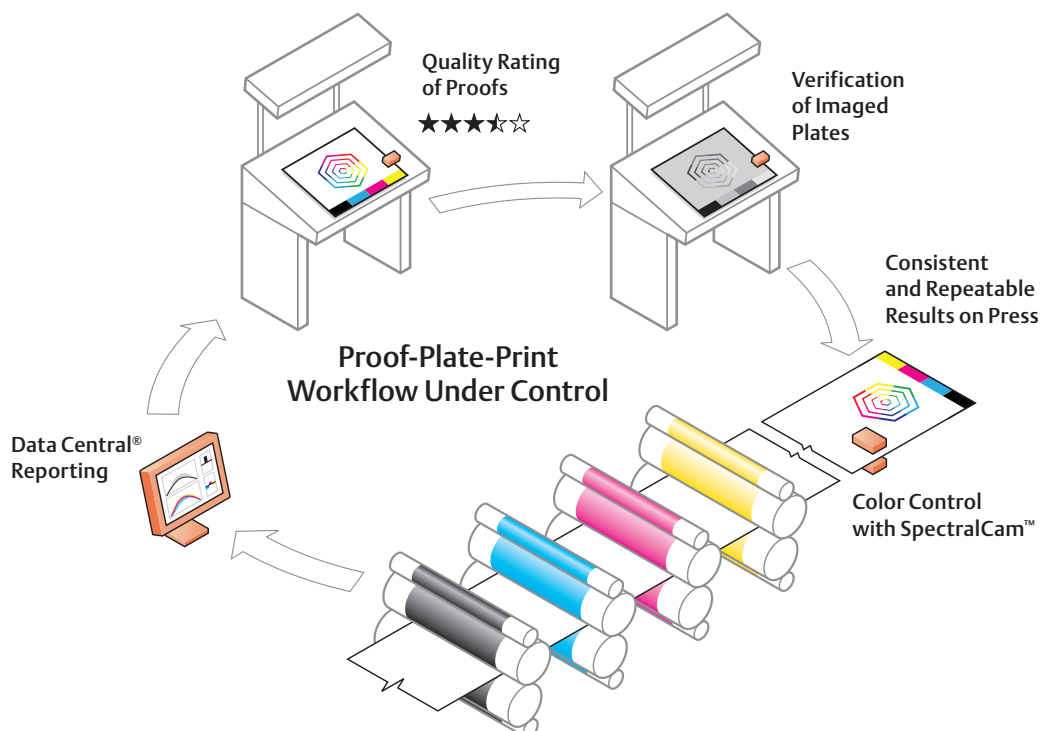 Quality Rating
of Proofs
★★★⯪☆
Verification
of Imaged
Plates
Consistent
and Repeatable
Results on Press
Proof-Plate-Print
Workflow Under Control
Data Central®
Reporting
Color Control
with SpectralCam™